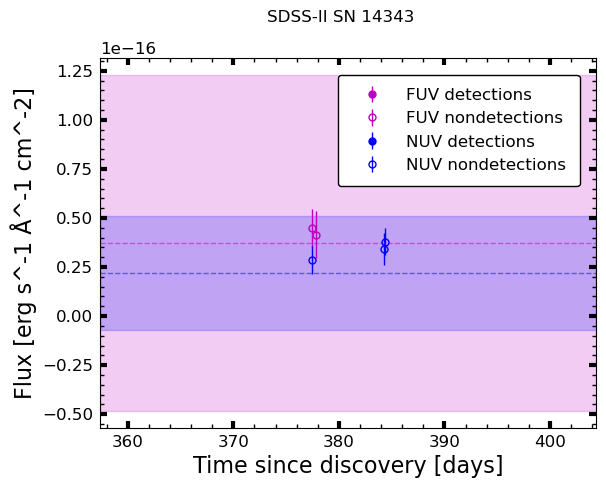 SDSS-II SN 14343
1e−16
1.25
1.00
0.75
0.50
0.25
0.00
−0.25
−0.50
Flux [erg s^-1 Å^-1 cm^-2]
FUV detections
FUV nondetections
NUV detections
NUV nondetections
360 370 380 390 400
Time since discovery [days]